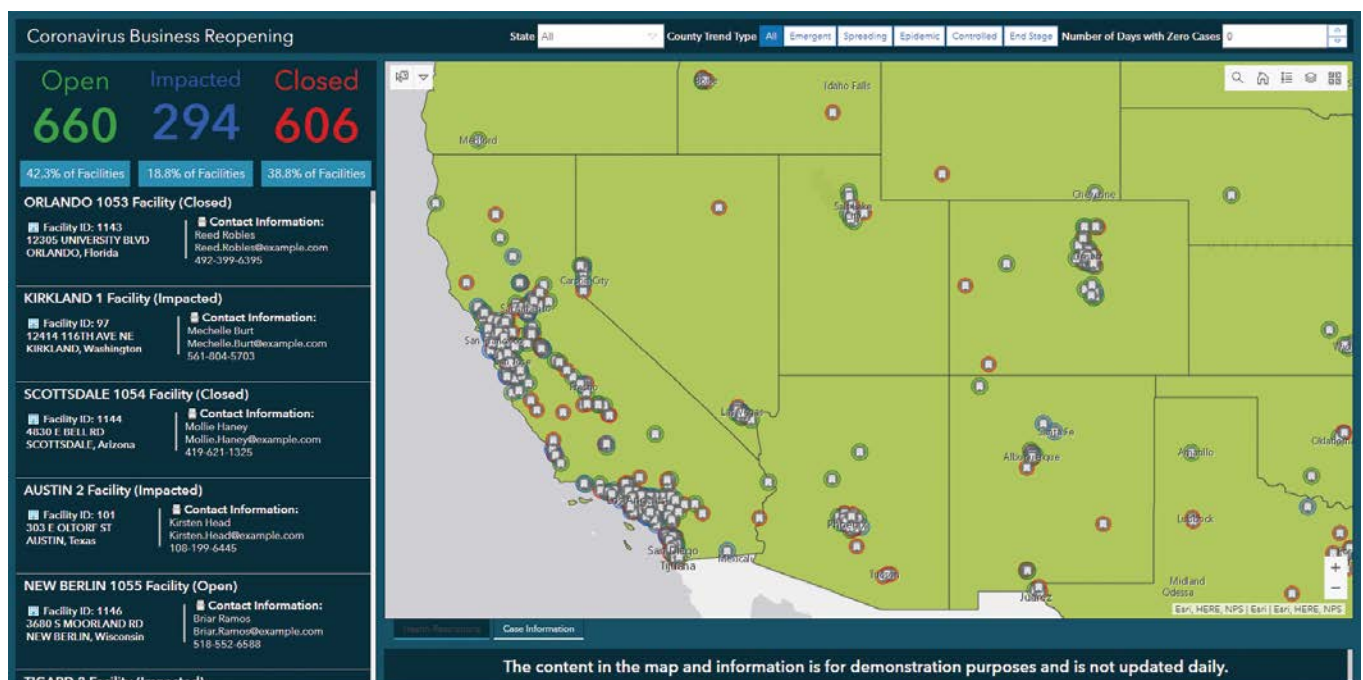 Coronavirus Business Reopening
State All
County Trend Type All Emergent Spreading Epidemic Controlled End Stage
Number of Days with Zero Cases 0
Open Impacted Closed
660 294 606
42.3% of Facilities 18.8% of Facilities 38.8% of Facilities
ORLANDO 1053 Facility (Closed)
Facility ID: 1143
12305 UNIVERSITY BLVD
ORLANDO, Florida
Contact Information:
Reed Robles
Reed.Robles@example.com
492-399-6395
KIRKLAND 1 Facility (Impacted)
Facility ID: 97
12414 116TH AVE NE
KIRKLAND, Washington
Contact Information:
Mechelle Burt
Mechelle.Burt@example.com
561-804-5703
SCOTTSDALE 1054 Facility (Closed)
Facility ID: 1144
4830 E BELL RD
SCOTTSDALE, Arizona
Contact Information:
Mollie Haney
Mollie.Haney@example.com
419-621-1325
AUSTIN 2 Facility (Impacted)
Facility ID: 101
303 E OLTORF ST
AUSTIN, Texas
Contact Information:
Kirsten Head
Kirsten.Head@example.com
108-199-6445
NEW BERLIN 1055 Facility (Open)
Facility ID: 1146
3680 S MOORLAND RD
NEW BERLIN, Wisconsin
Contact Information:
Briar Ramos
Briar.Ramos@example.com
518-552-6588
Idaho Falls
Medford
Cheyenne
Salt Lake City
Carson City
Fresno
Las Vegas
Santa Fe
Albuquerque
Amarillo
Lubbock
Phoenix
San Diego
Tijuana
Mexicali
Tucson
Juarez
Midland
Odessa
Esri, HERE, NPS | Esri | Esri, HERE, NPS
Case Information
The content in the map and information is for demonstration purposes and is not updated daily.